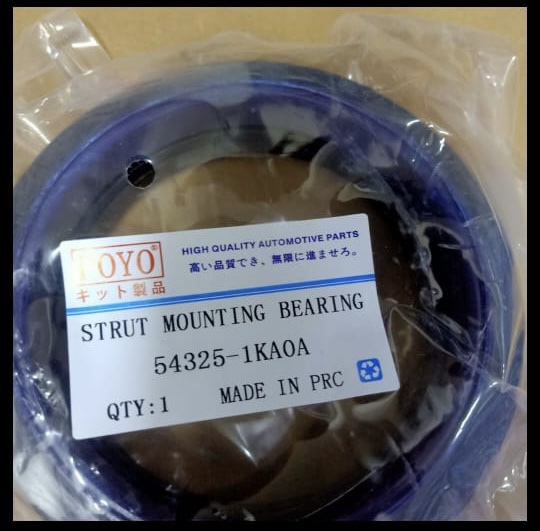 TOYO®
キット製品
HIGH QUALITY AUTOMOTIVE PARTS
高い品質でき、無限に進ませろ。
STRUT MOUNTING BEARING
54325-1KA0A
QTY:1
MADE IN PRC